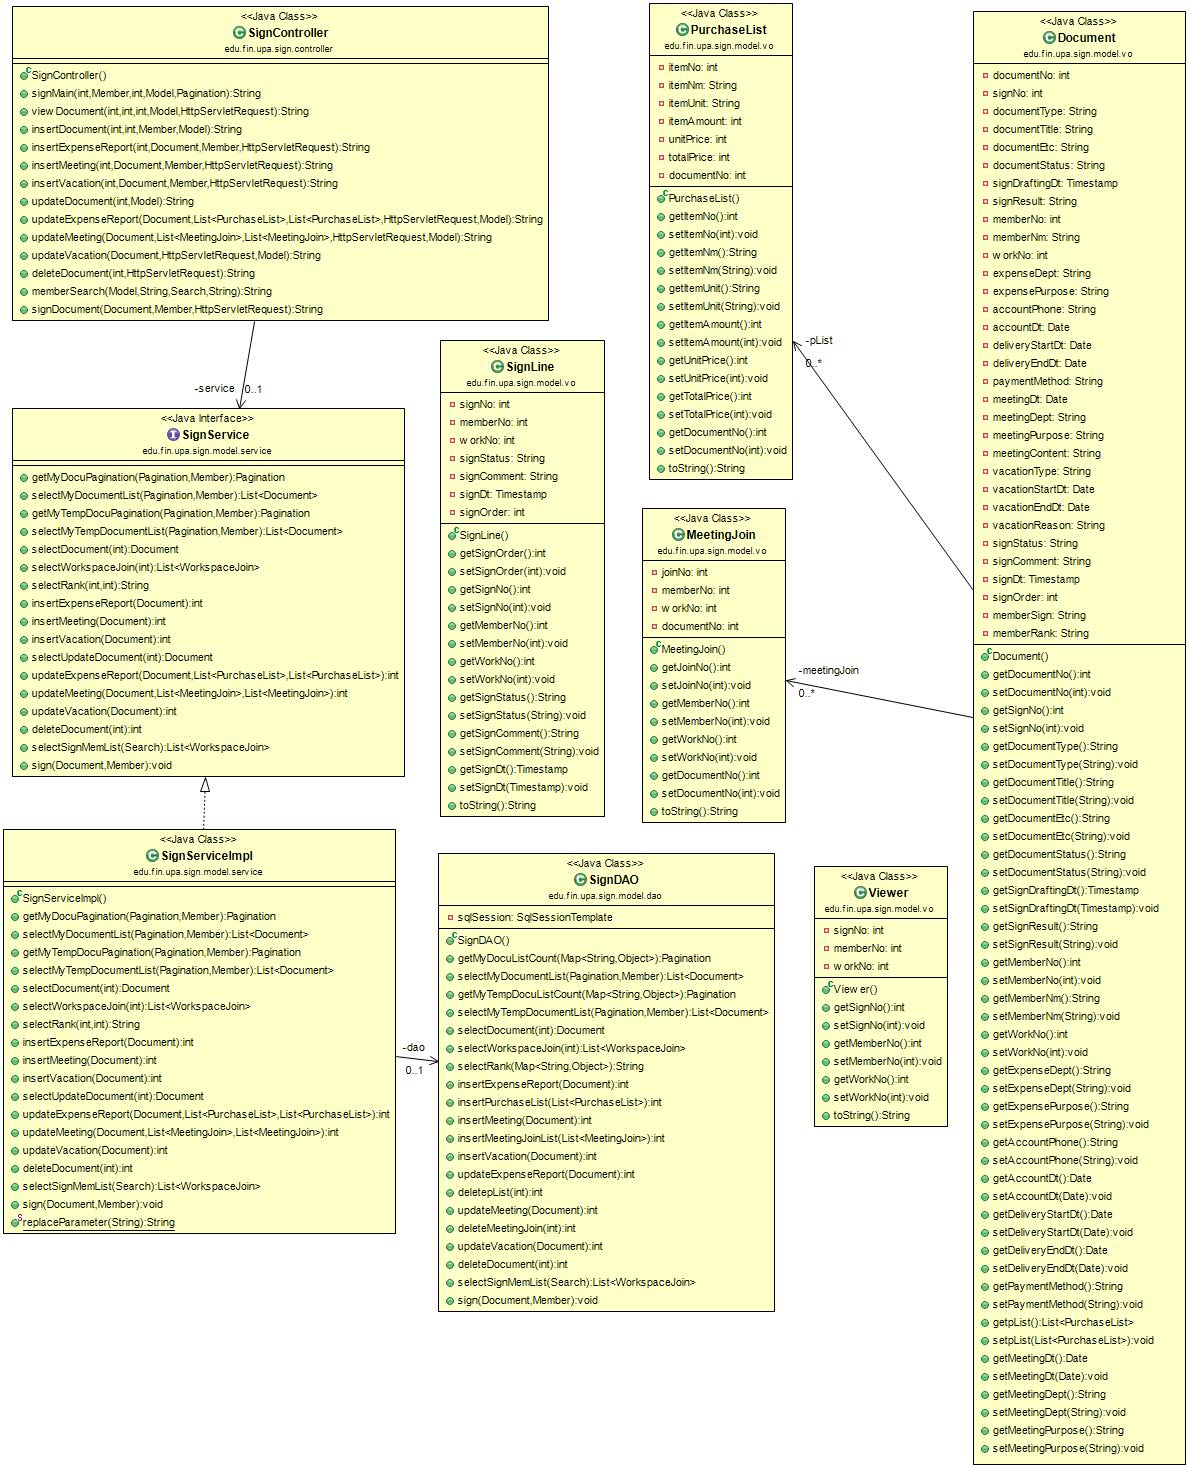 <<Java Class>>
SignController
edu.fin.upa.sign.controller
SignController()
signMain(int,Member,int,Model,Pagination):String
view Document(int,int,int,Model,HttpServletRequest):String
insertDocument(int,int,Member,Model):String
insertExpenseReport(int,Document,Member,HttpServletRequest):String
insertMeeting(int,Document,Member,HttpServletRequest):String
insertVacation(int,Document,Member,HttpServletRequest):String
updateDocument(int,Model):String
updateExpenseReport(Document,List<PurchaseList>,List<PurchaseList>,HttpServletRequest,Model):String
updateMeeting(Document,List<MeetingJoin>,List<MeetingJoin>,HttpServletRequest,Model):String
updateVacation(Document,HttpServletRequest,Model):String
deleteDocument(int,HttpServletRequest):String
memberSearch(Model,String,Search,String):String
signDocument(Document,Member,HttpServletRequest):String
-service
0..1
<<Java Interface>>
SignService
edu.fin.upa.sign.model.service
getMyDocuPagination(Pagination,Member):Pagination
selectMyDocumentList(Pagination,Member):List<Document>
getMyTempDocuPagination(Pagination,Member):Pagination
selectMyTempDocumentList(Pagination,Member):List<Document>
selectDocument(int):Document
selectWorkspaceJoin(int):List<WorkspaceJoin>
selectRank(int,int):String
insertExpenseReport(Document):int
insertMeeting(Document):int
insertVacation(Document):int
selectUpdateDocument(int):Document
updateExpenseReport(Document,List<PurchaseList>,List<PurchaseList>):int
updateMeeting(Document,List<MeetingJoin>,List<MeetingJoin>):int
updateVacation(Document):int
deleteDocument(int):int
selectSignMemList(Search):List<WorkspaceJoin>
sign(Document,Member):void
<<Java Class>>
SignServiceImpl
edu.fin.upa.sign.model.service
SignServiceImpl()
getMyDocuPagination(Pagination,Member):Pagination
selectMyDocumentList(Pagination,Member):List<Document>
getMyTempDocuPagination(Pagination,Member):Pagination
selectMyTempDocumentList(Pagination,Member):List<Document>
selectDocument(int):Document
selectWorkspaceJoin(int):List<WorkspaceJoin>
selectRank(int,int):String
insertExpenseReport(Document):int
insertMeeting(Document):int
insertVacation(Document):int
selectUpdateDocument(int):Document
updateExpenseReport(Document,List<PurchaseList>,List<PurchaseList>):int
updateMeeting(Document,List<MeetingJoin>,List<MeetingJoin>):int
updateVacation(Document):int
deleteDocument(int):int
selectSignMemList(Search):List<WorkspaceJoin>
sign(Document,Member):void
replaceParameter(String):String
-dao
0..1
<<Java Class>>
SignLine
edu.fin.upa.sign.model.vo
signNo: int
memberNo: int
w orkNo: int
signStatus: String
signComment: String
signDt: Timestamp
signOrder: int
SignLine()
getSignOrder():int
setSignOrder(int):void
getSignNo():int
setSignNo(int):void
getMemberNo():int
setMemberNo(int):void
getWorkNo():int
setWorkNo(int):void
getSignStatus():String
setSignStatus(String):void
getSignComment():String
setSignComment(String):void
getSignDt():Timestamp
setSignDt(Timestamp):void
toString():String
<<Java Class>>
SignDAO
edu.fin.upa.sign.model.dao
sqlSession: SqlSessionTemplate
SignDAO()
getMyDocuListCount(Map<String,Object>):Pagination
selectMyDocumentList(Pagination,Member):List<Document>
getMyTempDocuListCount(Map<String,Object>):Pagination
selectMyTempDocumentList(Pagination,Member):List<Document>
selectDocument(int):Document
selectWorkspaceJoin(int):List<WorkspaceJoin>
selectRank(Map<String,Object>):String
insertExpenseReport(Document):int
insertPurchaseList(List<PurchaseList>):int
insertMeeting(Document):int
insertMeetingJoinList(List<MeetingJoin>):int
insertVacation(Document):int
updateExpenseReport(Document):int
deletepList(int):int
updateMeeting(Document):int
deleteMeetingJoin(int):int
updateVacation(Document):int
deleteDocument(int):int
selectSignMemList(Search):List<WorkspaceJoin>
sign(Document,Member):void
<<Java Class>>
PurchaseList
edu.fin.upa.sign.model.vo
itemNo: int
itemNm: String
itemUnit: String
itemAmount: int
unitPrice: int
totalPrice: int
documentNo: int
PurchaseList()
getItemNo():int
setItemNo(int):void
getItemNm():String
setItemNm(String):void
getItemUnit():String
setItemUnit(String):void
getItemAmount():int
setItemAmount(int):void
getUnitPrice():int
setUnitPrice(int):void
getTotalPrice():int
setTotalPrice(int):void
getDocumentNo():int
setDocumentNo(int):void
toString():String
-pList
0..*
<<Java Class>>
MeetingJoin
edu.fin.upa.sign.model.vo
joinNo: int
memberNo: int
w orkNo: int
documentNo: int
MeetingJoin()
getJoinNo():int
setJoinNo(int):void
getMemberNo():int
setMemberNo(int):void
getWorkNo():int
setWorkNo(int):void
getDocumentNo():int
setDocumentNo(int):void
toString():String
-meetingJoin
0..*
<<Java Class>>
Viewer
edu.fin.upa.sign.model.vo
signNo: int
memberNo: int
w orkNo: int
View er()
getSignNo():int
setSignNo(int):void
getMemberNo():int
setMemberNo(int):void
getWorkNo():int
setWorkNo(int):void
toString():String
<<Java Class>>
Document
edu.fin.upa.sign.model.vo
documentNo: int
signNo: int
documentType: String
documentTitle: String
documentEtc: String
documentStatus: String
signDraftingDt: Timestamp
signResult: String
memberNo: int
memberNm: String
w orkNo: int
expenseDept: String
expensePurpose: String
accountPhone: String
accountDt: Date
deliveryStartDt: Date
deliveryEndDt: Date
paymentMethod: String
meetingDt: Date
meetingDept: String
meetingPurpose: String
meetingContent: String
vacationType: String
vacationStartDt: Date
vacationEndDt: Date
vacationReason: String
signStatus: String
signComment: String
signDt: Timestamp
signOrder: int
memberSign: String
memberRank: String
Document()
getDocumentNo():int
setDocumentNo(int):void
getSignNo():int
setSignNo(int):void
getDocumentType():String
setDocumentType(String):void
getDocumentTitle():String
setDocumentTitle(String):void
getDocumentEtc():String
setDocumentEtc(String):void
getDocumentStatus():String
setDocumentStatus(String):void
getSignDraftingDt():Timestamp
setSignDraftingDt(Timestamp):void
getSignResult():String
setSignResult(String):void
getMemberNo():int
setMemberNo(int):void
getMemberNm():String
setMemberNm(String):void
getWorkNo():int
setWorkNo(int):void
getExpenseDept():String
setExpenseDept(String):void
getExpensePurpose():String
setExpensePurpose(String):void
getAccountPhone():String
setAccountPhone(String):void
getAccountDt():Date
setAccountDt(Date):void
getDeliveryStartDt():Date
setDeliveryStartDt(Date):void
getDeliveryEndDt():Date
setDeliveryEndDt(Date):void
getPaymentMethod():String
setPaymentMethod(String):void
getpList():List<PurchaseList>
setpList(List<PurchaseList>):void
getMeetingDt():Date
setMeetingDt(Date):void
getMeetingDept():String
setMeetingDept(String):void
getMeetingPurpose():String
setMeetingPurpose(String):void